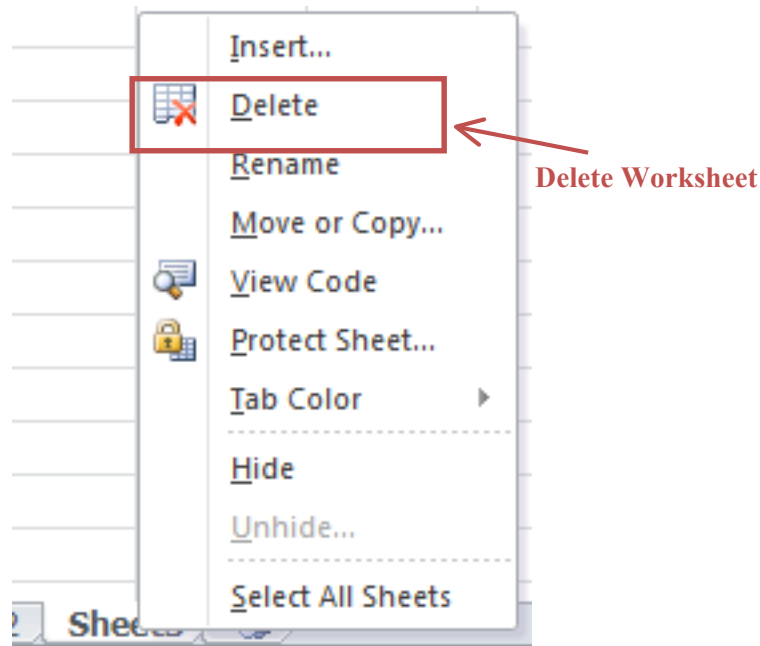 Insert...
Delete
Rename
Delete Worksheet
Move or Copy...
View Code
Protect Sheet...
Tab Color
Hide
Unhide...
Select All Sheets
2